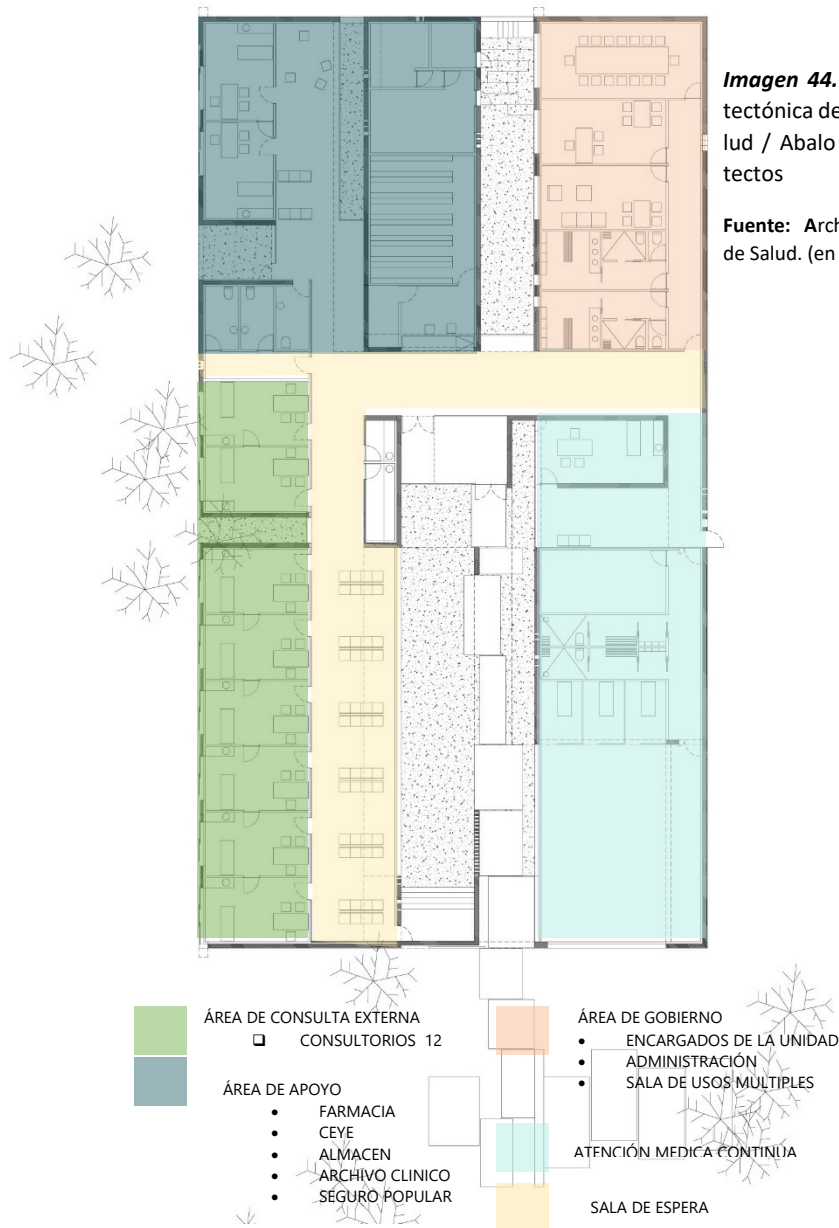 Imagen 44.
tectónica de
lud / Abalo
tectos
Fuente: Arch
de Salud. (en
ÁREA DE CONSULTA EXTERNA
❑ CONSULTORIOS 12
ÁREA DE APOYO
• FARMACIA
• CEYE
• ALMACEN
• ARCHIVO CLINICO
• SEGURO POPULAR
ÁREA DE GOBIERNO
• ENCARGADOS DE LA UNIDAD
• ADMINISTRACIÓN
• SALA DE USOS MULTIPLES
ATENCIÓN MEDICA CONTINUA
SALA DE ESPERA